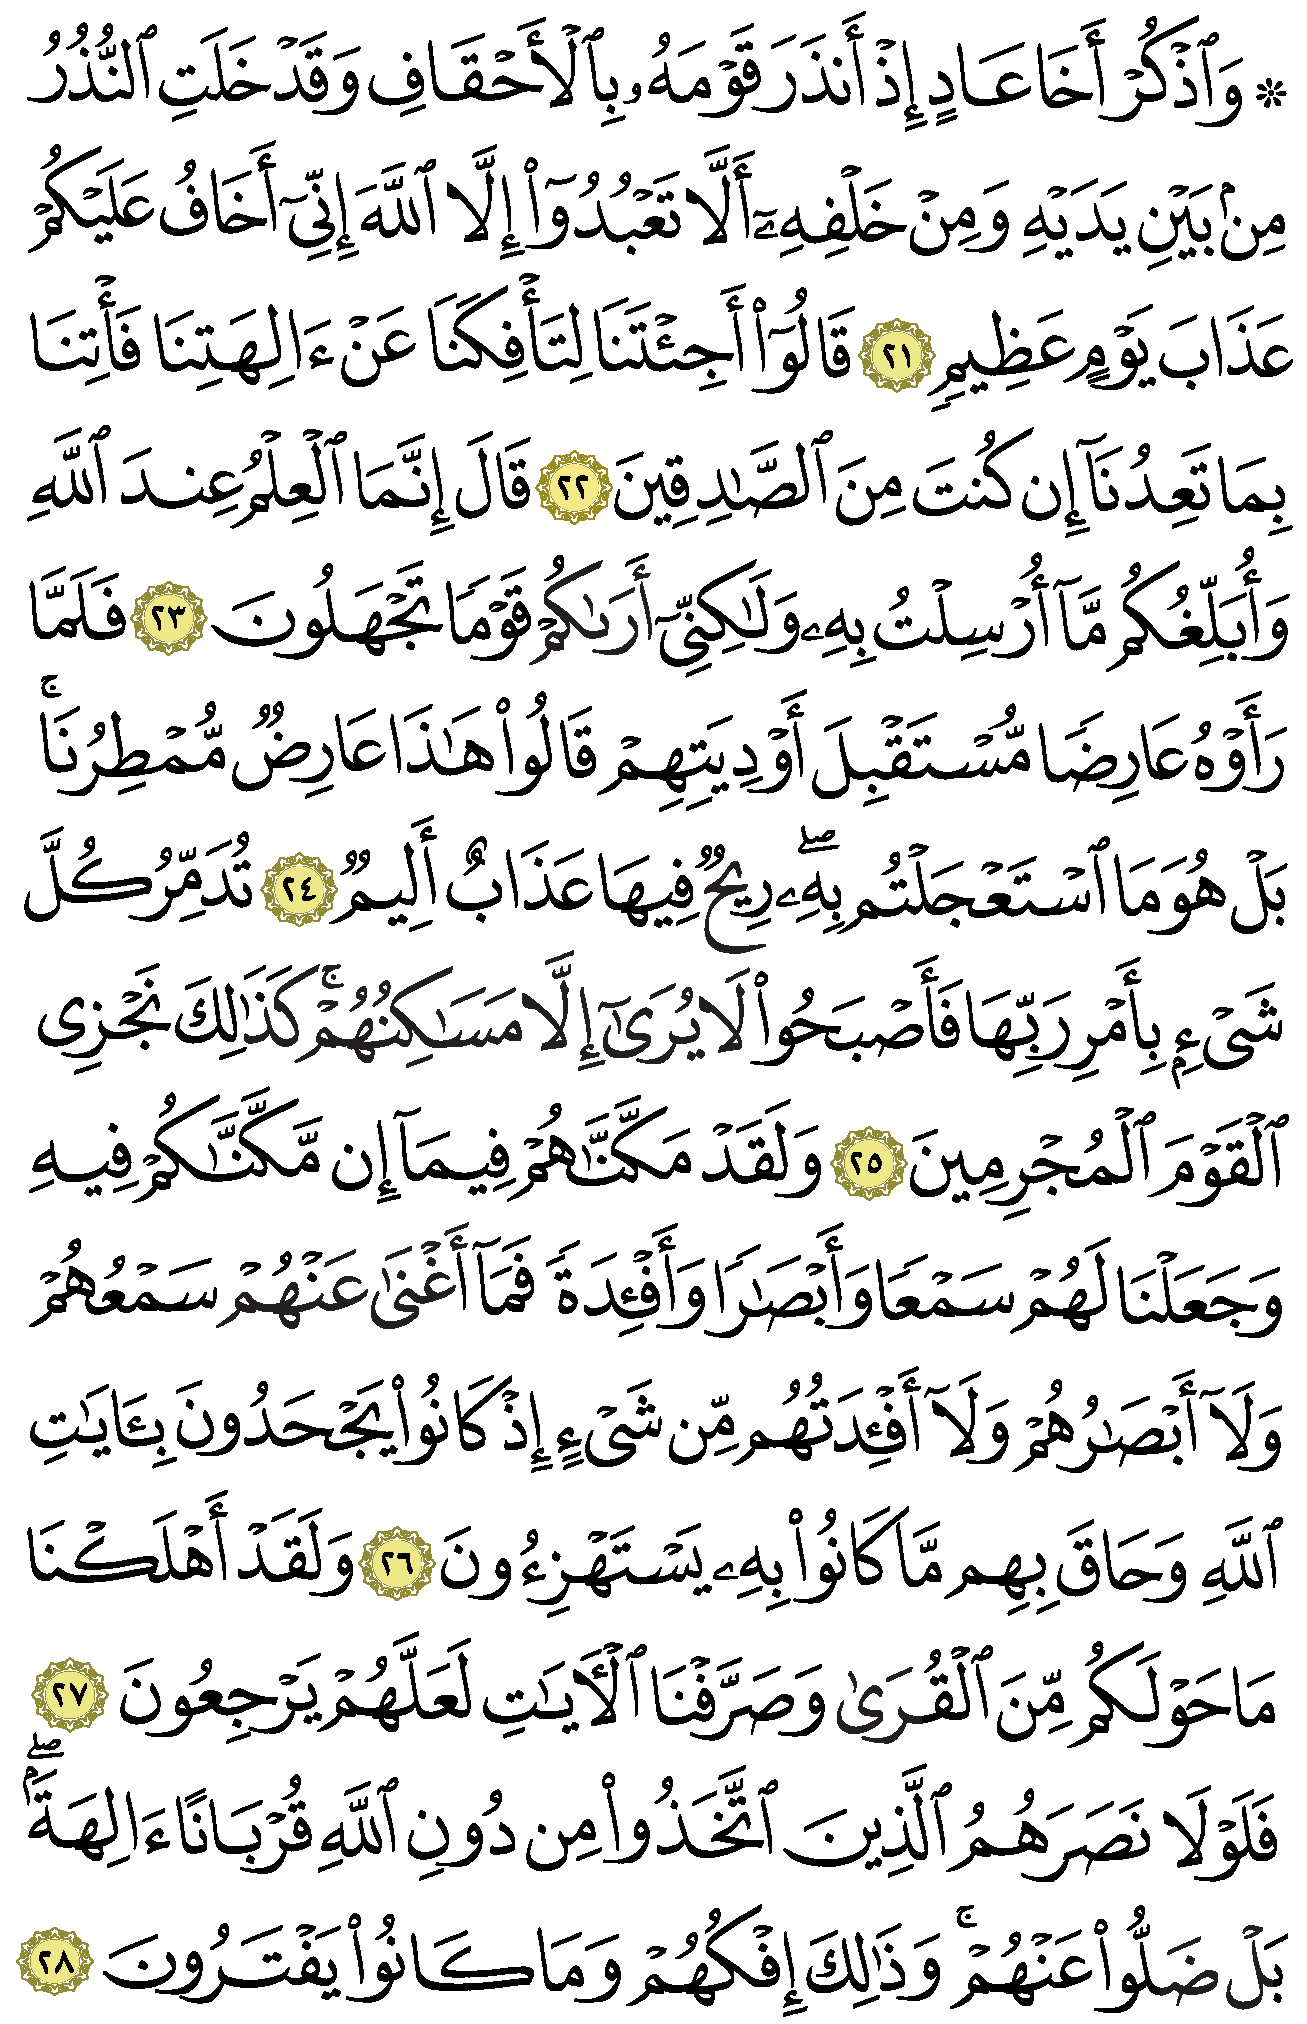 ۞ وَٱذۡكُرۡ أَخَا عَادٍ إِذۡ أَنذَرَ قَوۡمَهُۥ بِٱلۡأَحۡقَافِ وَقَدۡ خَلَتِ ٱلنُّذُرُ
مِنۢ بَيۡنِ يَدَيۡهِ وَمِنۡ خَلۡفِهِۦٓ أَلَّا تَعۡبُدُوٓاْ إِلَّا ٱللَّهَ إِنِّيٓ أَخَافُ عَلَيۡكُمۡ
عَذَابَ يَوۡمٍ عَظِيمٖ ٢١ قَالُوٓاْ أَجِئۡتَنَا لِتَأۡفِكَنَا عَنۡ ءَالِهَتِنَا فَأۡتِنَا
بِمَا تَعِدُنَآ إِن كُنتَ مِنَ ٱلصَّٰدِقِينَ ٢٢ قَالَ إِنَّمَا ٱلۡعِلۡمُ عِندَ ٱللَّهِ
وَأُبَلِّغُكُم مَّآ أُرۡسِلۡتُ بِهِۦ وَلَٰكِنِّيٓ أَرَىٰكُمۡ قَوۡمٗا تَجۡهَلُونَ ٢٣ فَلَمَّا
رَأَوۡهُ عَارِضٗا مُّسۡتَقۡبِلَ أَوۡدِيَتِهِمۡ قَالُواْ هَٰذَا عَارِضٞ مُّمۡطِرُنَاۚ
بَلۡ هُوَ مَا ٱسۡتَعۡجَلۡتُم بِهِۦۖ رِيحٞ فِيهَا عَذَابٌ أَلِيمٞ ٢٤ تُدَمِّرُ كُلَّ
شَيۡءِۭ بِأَمۡرِ رَبِّهَا فَأَصۡبَحُواْ لَا يُرَىٰٓ إِلَّا مَسَٰكِنُهُمۡۚ كَذَٰلِكَ نَجۡزِي
ٱلۡقَوۡمَ ٱلۡمُجۡرِمِينَ ٢٥ وَلَقَدۡ مَكَّنَّٰهُمۡ فِيمَآ إِن مَّكَّنَّٰكُمۡ فِيهِ
وَجَعَلۡنَا لَهُمۡ سَمۡعٗا وَأَبۡصَٰرٗا وَأَفۡـِٔدَةٗ فَمَآ أَغۡنَىٰ عَنۡهُمۡ سَمۡعُهُمۡ
وَلَآ أَبۡصَٰرُهُمۡ وَلَآ أَفۡـِٔدَتُهُم مِّن شَيۡءٍ إِذۡ كَانُواْ يَجۡحَدُونَ بِـَٔايَٰتِ
ٱللَّهِ وَحَاقَ بِهِم مَّا كَانُواْ بِهِۦ يَسۡتَهۡزِءُونَ ٢٦ وَلَقَدۡ أَهۡلَكۡنَا
مَا حَوۡلَكُم مِّنَ ٱلۡقُرَىٰ وَصَرَّفۡنَا ٱلۡأٓيَٰتِ لَعَلَّهُمۡ يَرۡجِعُونَ ٢٧
فَلَوۡلَا نَصَرَهُمُ ٱلَّذِينَ ٱتَّخَذُواْ مِن دُونِ ٱللَّهِ قُرۡبَانًا ءَالِهَةَۢۖ
بَلۡ ضَلُّواْ عَنۡهُمۡۚ وَذَٰلِكَ إِفۡكُهُمۡ وَمَا كَانُواْ يَفۡتَرُونَ ٢٨